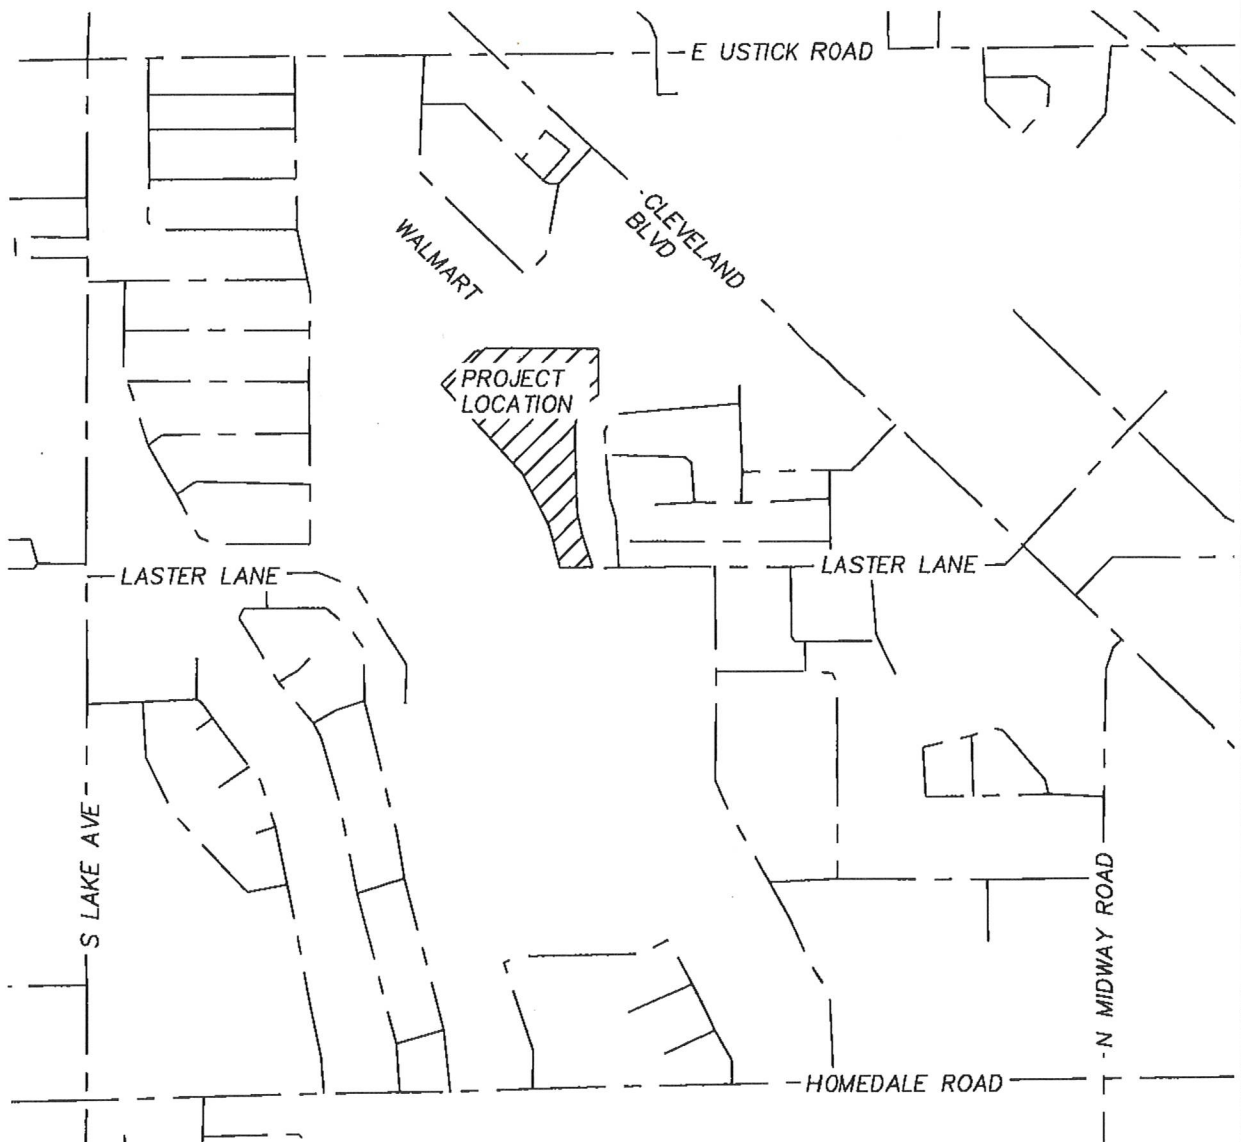 E USTICK ROAD
CLEVELAND
BLVD
WALMART
PROJECT
LOCATION
LASTER LANE
LASTER LANE
S LAKE AVE
N MIDWAY ROAD
HOMEDALE ROAD